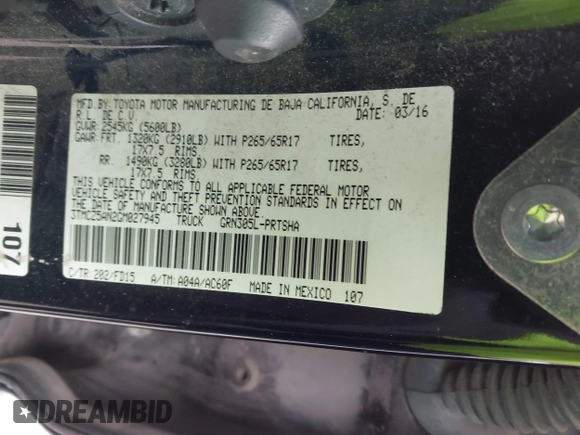 MFD.BY:TOYOTA MOTOR MANUFACTURING DE BAJA CALIFORNIA, S. DE
R.L. DE C.V. DATE: 03/16
GVWR 2545KG (5600LB)
GAWR FRT. 1320KG (2910LB) WITH P265/65R17 TIRES,
17X7.5 RIMS
RR. 1490KG (3280LB) WITH P265/65R17 TIRES,
17X7.5 RIMS
THIS VEHICLE CONFORMS TO ALL APPLICABLE FEDERAL MOTOR
VEHICLE SAFETY AND THEFT PREVENTION STANDARDS IN EFFECT ON
THE DATE OF MANUFACTURE SHOWN ABOVE.
3TMCZ5AN2GM027945 TRUCK GRN305L-PRTSHA
C/TR: 202/FD15 A/TM: A04A/AC60F MADE IN MEXICO 107
107
DREAMBID